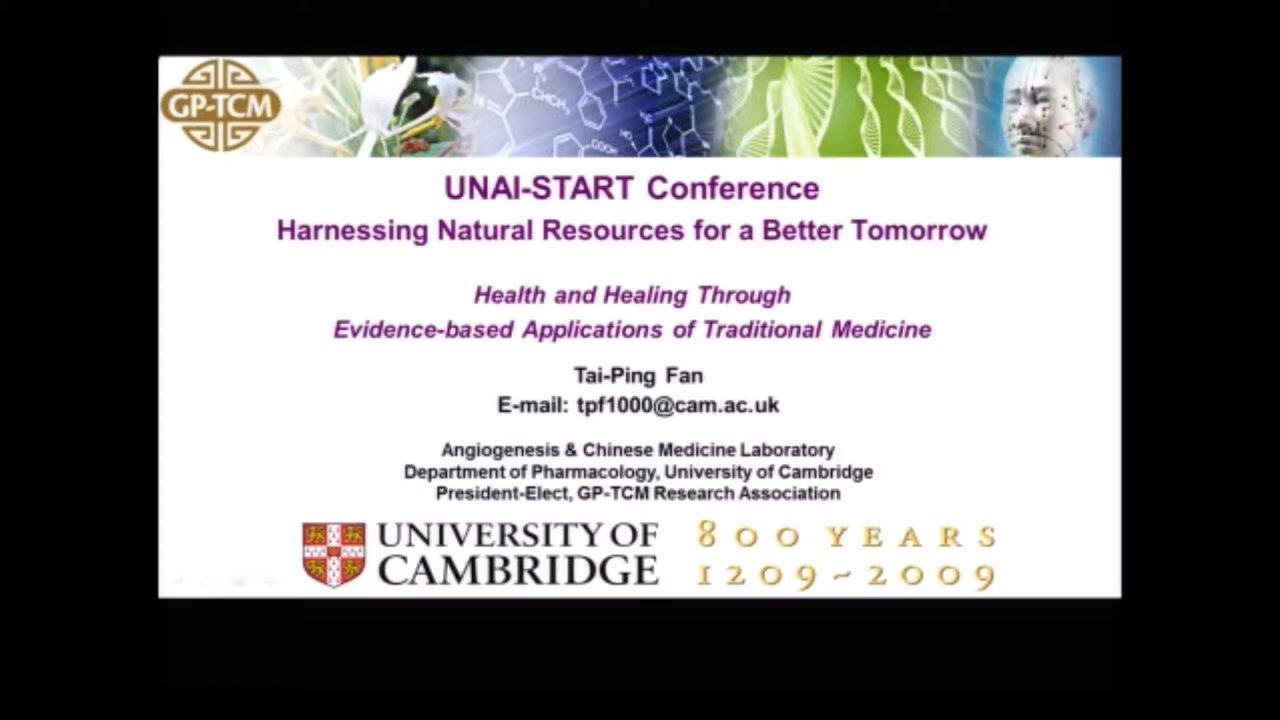 GP-TCM
CHCH₃
COOH
UNAI-START Conference
Harnessing Natural Resources for a Better Tomorrow
Health and Healing Through
Evidence-based Applications of Traditional Medicine
Tai-Ping Fan
E-mail: tpf1000@cam.ac.uk
Angiogenesis & Chinese Medicine Laboratory
Department of Pharmacology, University of Cambridge
President-Elect, GP-TCM Research Association
UNIVERSITY OF
CAMBRIDGE
800 YEARS
1209~2009